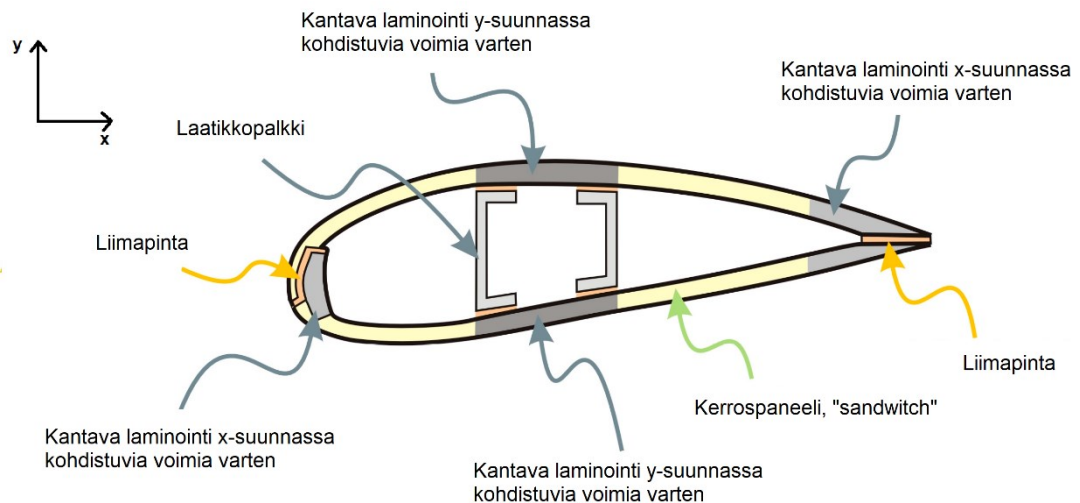 Kantava laminointi y-suunnassa
kohdistuvia voimia varten
y
x
Kantava laminointi x-suunnassa
kohdistuvia voimia varten
Laatikkopalkki
Liimapinta
Liimapinta
Kerrospaneeli, "sandwitch"
Kantava laminointi x-suunnassa
kohdistuvia voimia varten
Kantava laminointi y-suunnassa
kohdistuvia voimia varten